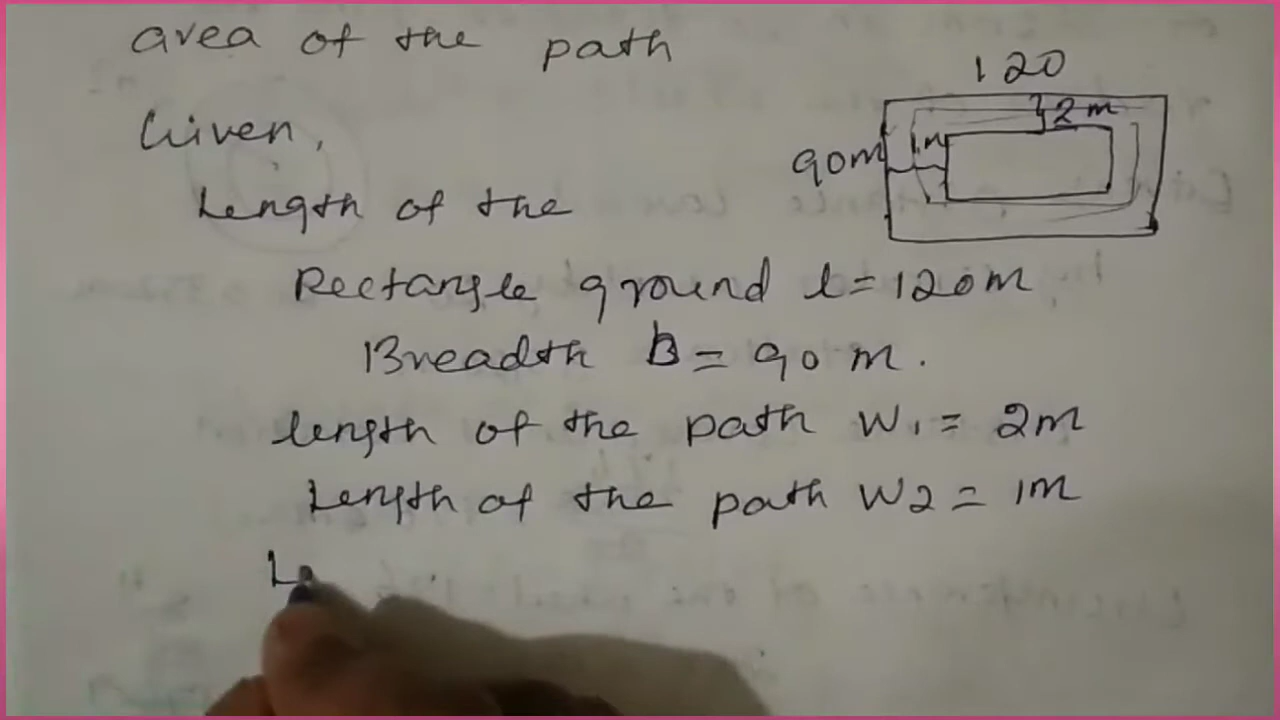 area of the path
120
2m
Given,
1m
90m
Length of the
Rectangle ground l=120m
Breadth B = 90 m.
length of the path W1 = 2m
Length of the path W2 = 1m
L